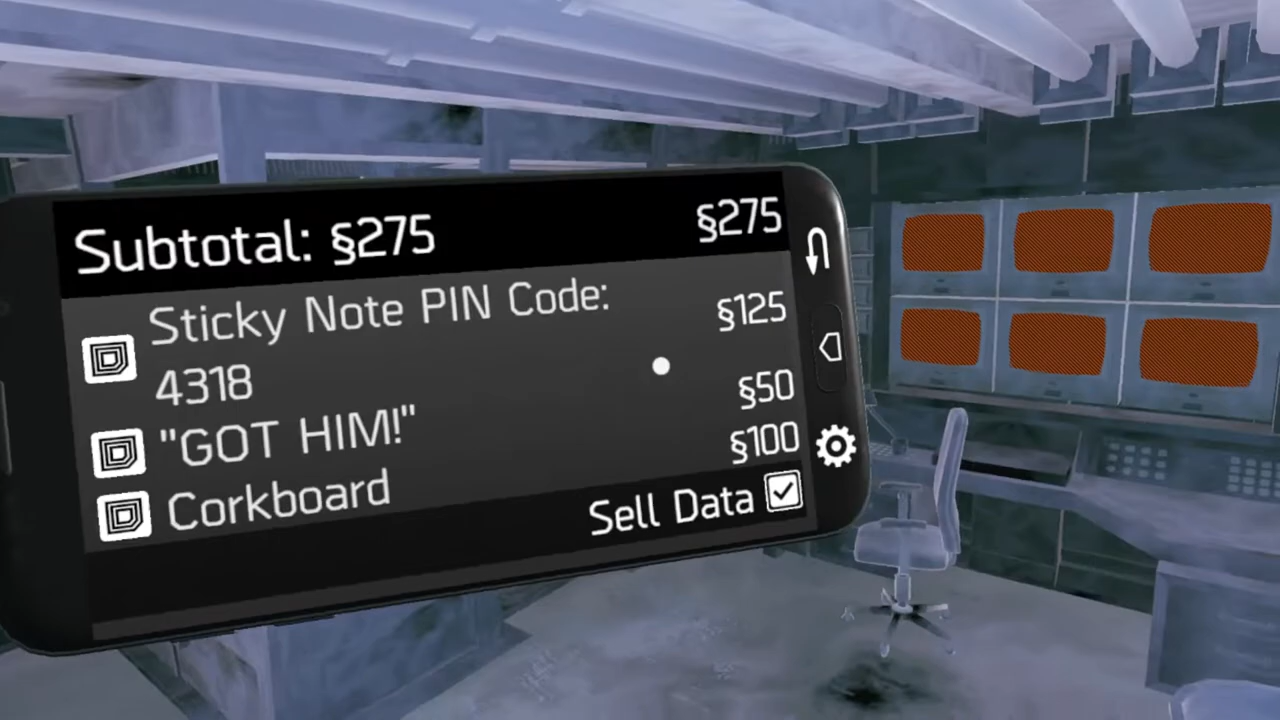 Subtotal: §275 §275
Sticky Note PIN Code: §125
4318
"GOT HIM!" §50
Corkboard §100
Sell Data